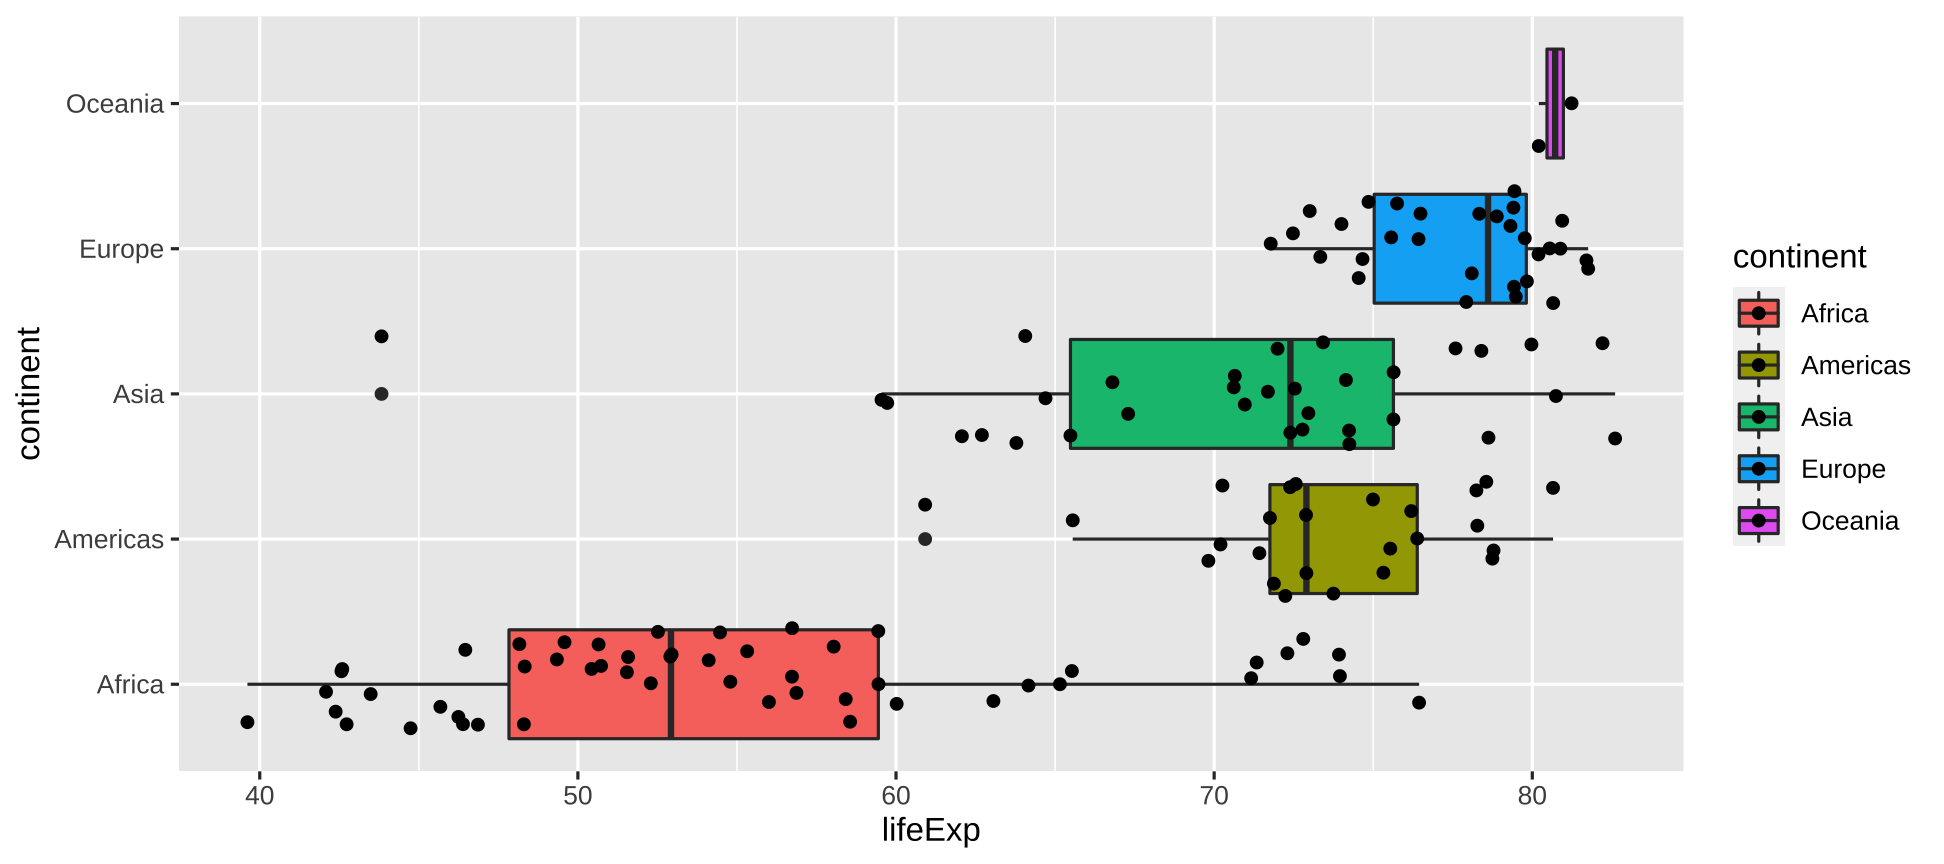 Oceania
Europe
Asia
Americas
Africa
continent
40 50 60 70 80
lifeExp
continent
Africa
Americas
Asia
Europe
Oceania